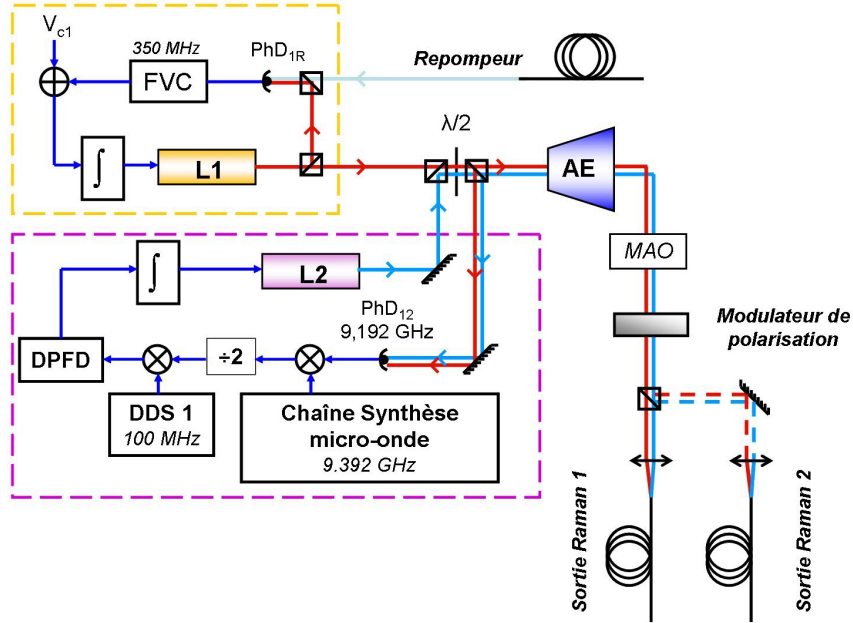 V_c1
350 MHz
PhD_1R
FVC
Repompeur
∫
L1
λ/2
AE
MAO
∫
L2
PhD_12
9,192 GHz
Modulateur de
polarisation
DPFD
÷2
DDS 1
100 MHz
Chaîne Synthèse
micro-onde
9.392 GHz
Sortie Raman 1
Sortie Raman 2